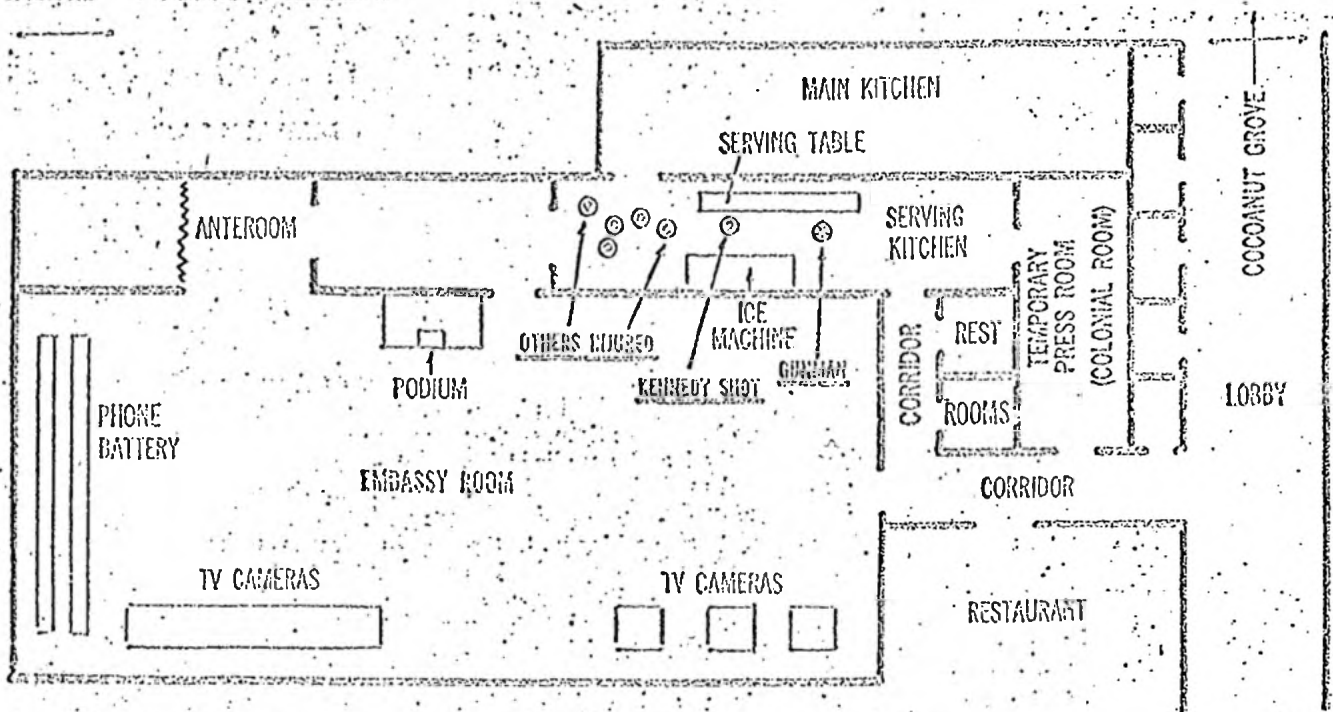 MAIN KITCHEN
SERVING TABLE
COCOANUT GROVE
ANTEROOM
SERVING
KITCHEN
TEMPORARY
PRESS ROOM
(COLONIAL ROOM)
ICE
MACHINE
OTHERS INJURED
KENNEDY SHOT
GUNMAN
PODIUM
CORRIDOR
REST
ROOMS
LOBBY
PHONE
BATTERY
EMBASSY ROOM
CORRIDOR
TV CAMERAS
TV CAMERAS
RESTAURART